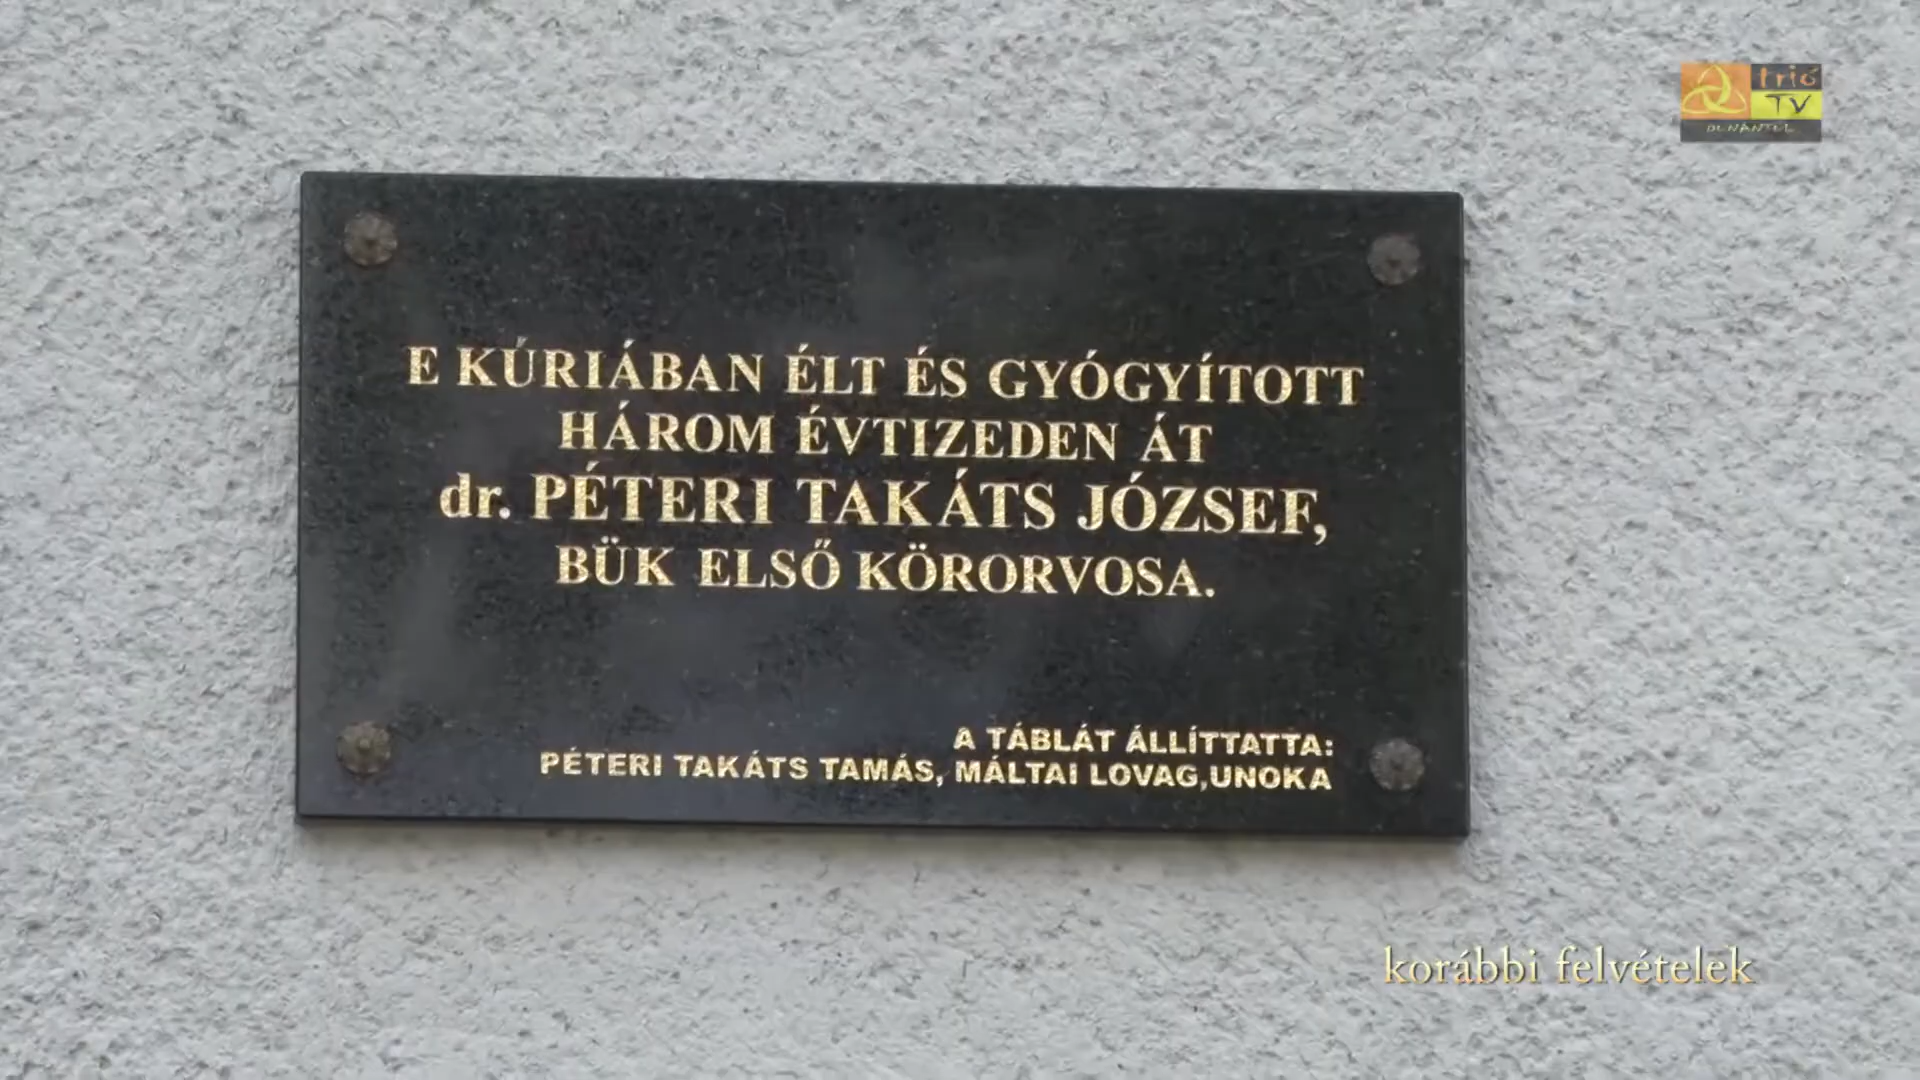 trió
TV
E KÚRIÁBAN ÉLT ÉS GYÓGYÍTOTT
HÁROM ÉVTIZEDEN ÁT
dr. PÉTERI TAKÁTS JÓZSEF,
BÜK ELSŐ KÖRORVOSA.
A TÁBLÁT ÁLLÍTTATTA:
PÉTERI TAKÁTS TAMÁS, MÁLTAI LOVAG,UNOKA
korábbi felvételek